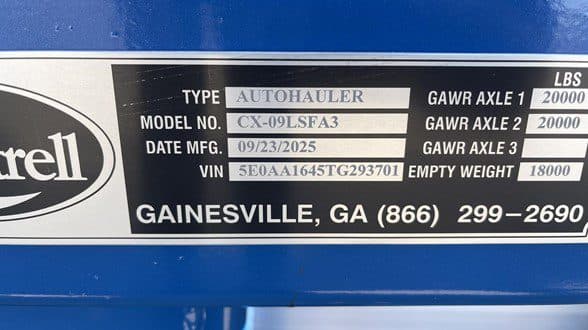 LBS
TYPE AUTOHAULER GAWR AXLE 1 20000
MODEL NO. CX-09LSFA3 GAWR AXLE 2 20000
DATE MFG. 09/23/2025 GAWR AXLE 3
VIN 5E0AA1645TG293701 EMPTY WEIGHT 18000
rell
GAINESVILLE, GA (866) 299-2690